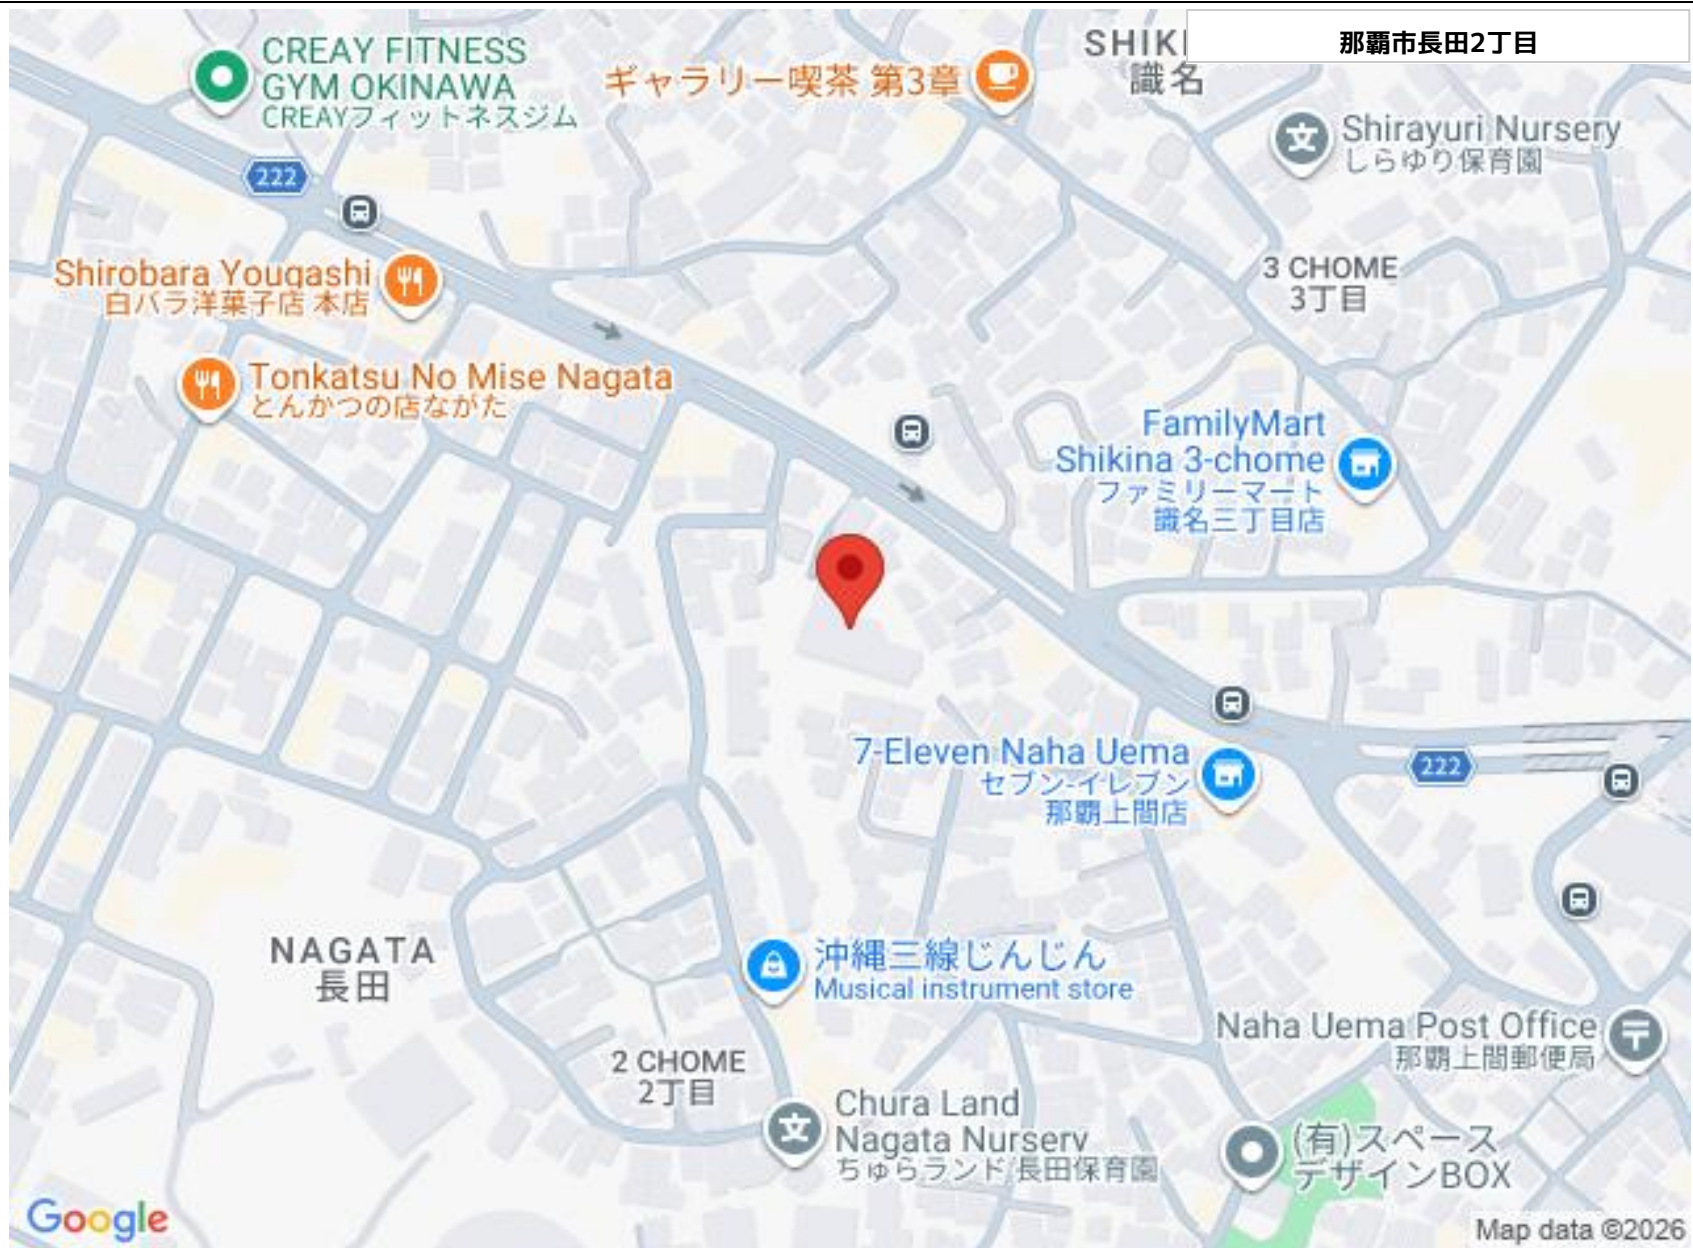 那覇市長田2丁目
CREAY FITNESS
GYM OKINAWA
CREAYフィットネスジム
ギャラリー喫茶 第3章
SHIKI
識名
Shirayuri Nursery
しらゆり保育園
222
Shirobara Yougashi
白バラ洋菓子店 本店
3 CHOME
3丁目
Tonkatsu No Mise Nagata
とんかつの店ながた
FamilyMart
Shikina 3-chome
ファミリーマート
識名三丁目店
7-Eleven Naha Uema
セブン-イレブン
那覇上間店
222
NAGATA
長田
沖縄三線じんじん
Musical instrument store
Naha Uema Post Office
那覇上間郵便局
2 CHOME
2丁目
Chura Land
Nagata Nursery
ちゅらランド 長田保育園
(有)スペース
デザインBOX
Google
Map data ©2026